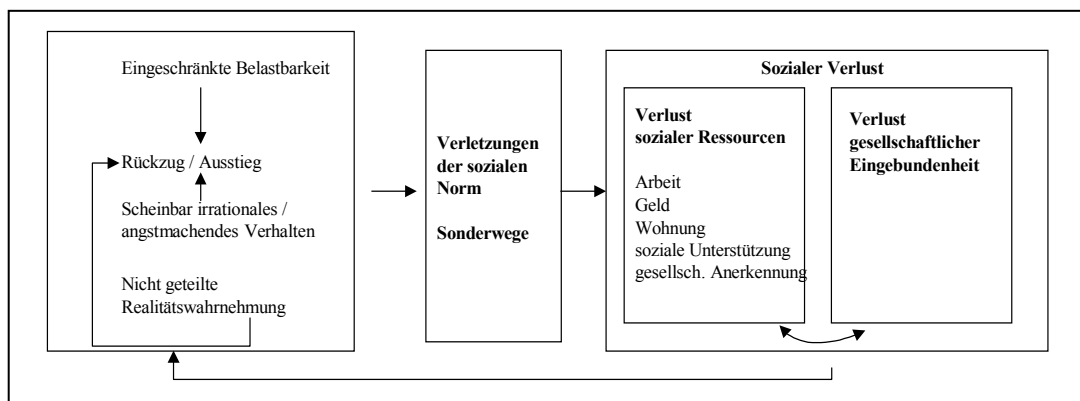 Eingeschränkte Belastbarkeit
Rückzug / Ausstieg
Scheinbar irrationales /
angstmachendes Verhalten
Nicht geteilte
Realitätswahrnehmung
Verletzungen
der sozialen
Norm
Sonderwege
Sozialer Verlust
Verlust
sozialer Ressourcen
Arbeit
Geld
Wohnung
soziale Unterstützung
gesellsch. Anerkennung
Verlust
gesellschaftlicher
Eingebundenheit